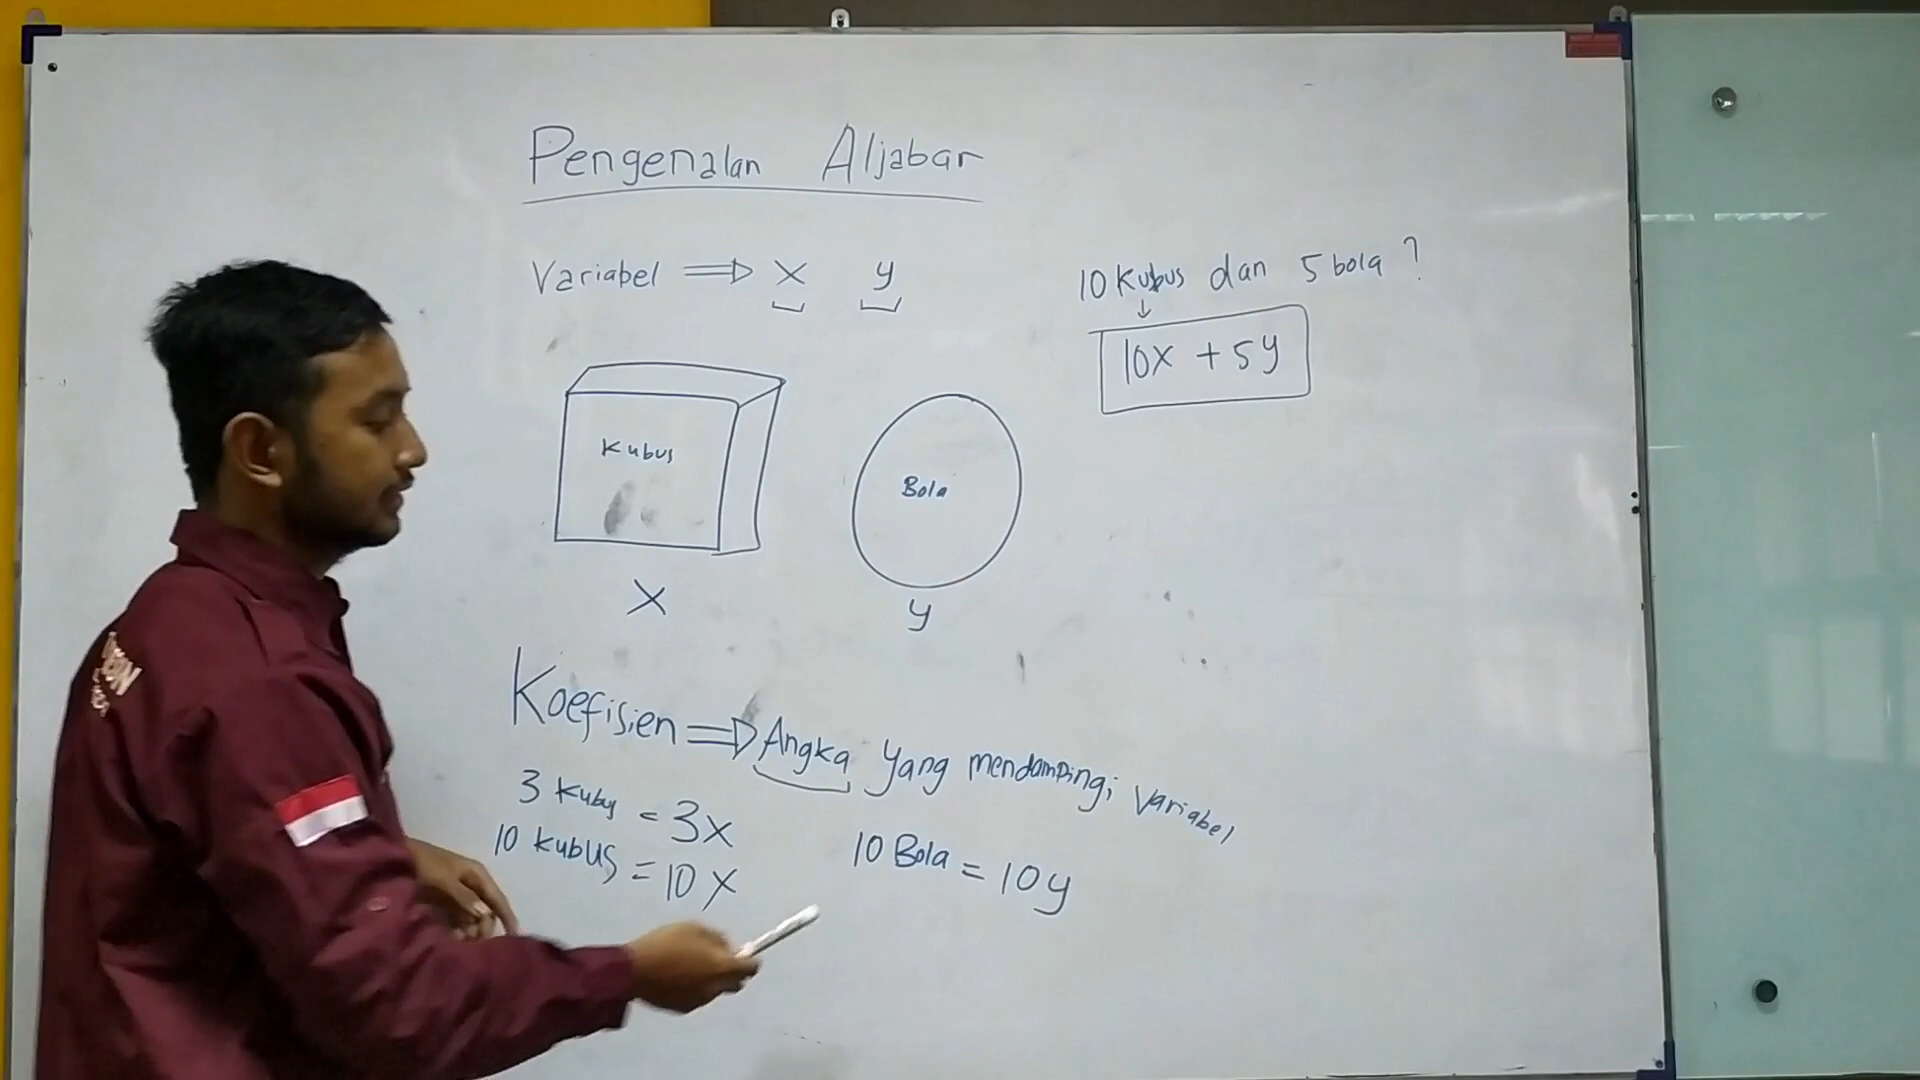 Pengenalan Aljabar
Variabel ⇒ x y
Kubus
Bola
x
y
10 Kubus dan 5 bola ?
↓
10x + 5y
Koefisien ⇒ Angka yang mendampingi Variabel
3 Kubus = 3x
10 kubus = 10x
10 Bola = 10y